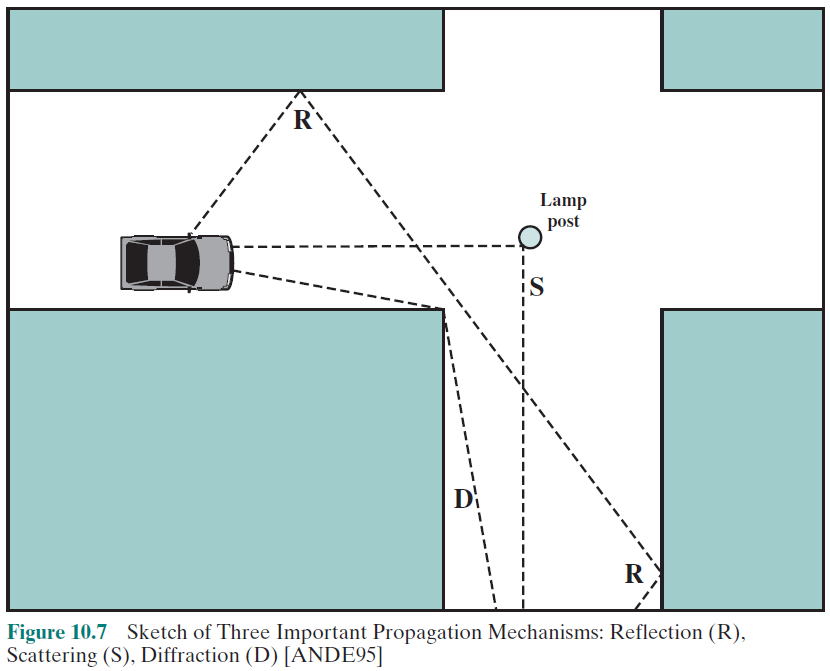 R
Lamp
post
S
D
R
Figure 10.7 Sketch of Three Important Propagation Mechanisms: Reflection (R),
Scattering (S), Diffraction (D) [ANDE95]